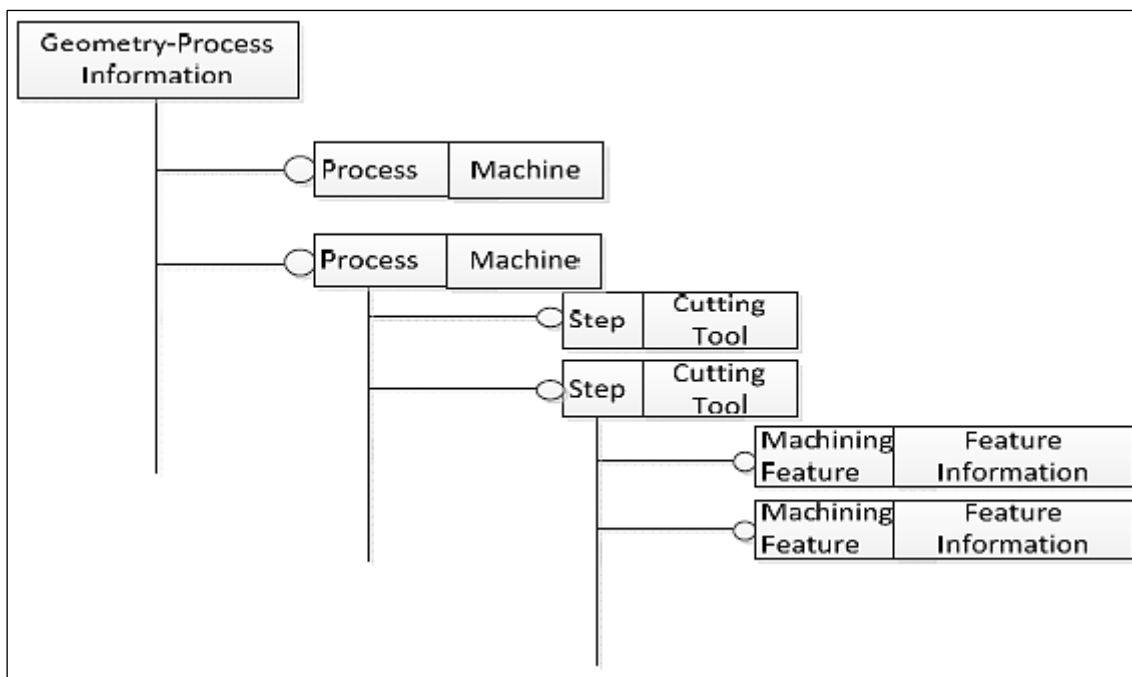 Geometry-Process
Information
Process Machine
Process Machine
Step Cutting
Tool
Step Cutting
Tool
Machining Feature
Feature Information
Machining Feature
Feature Information